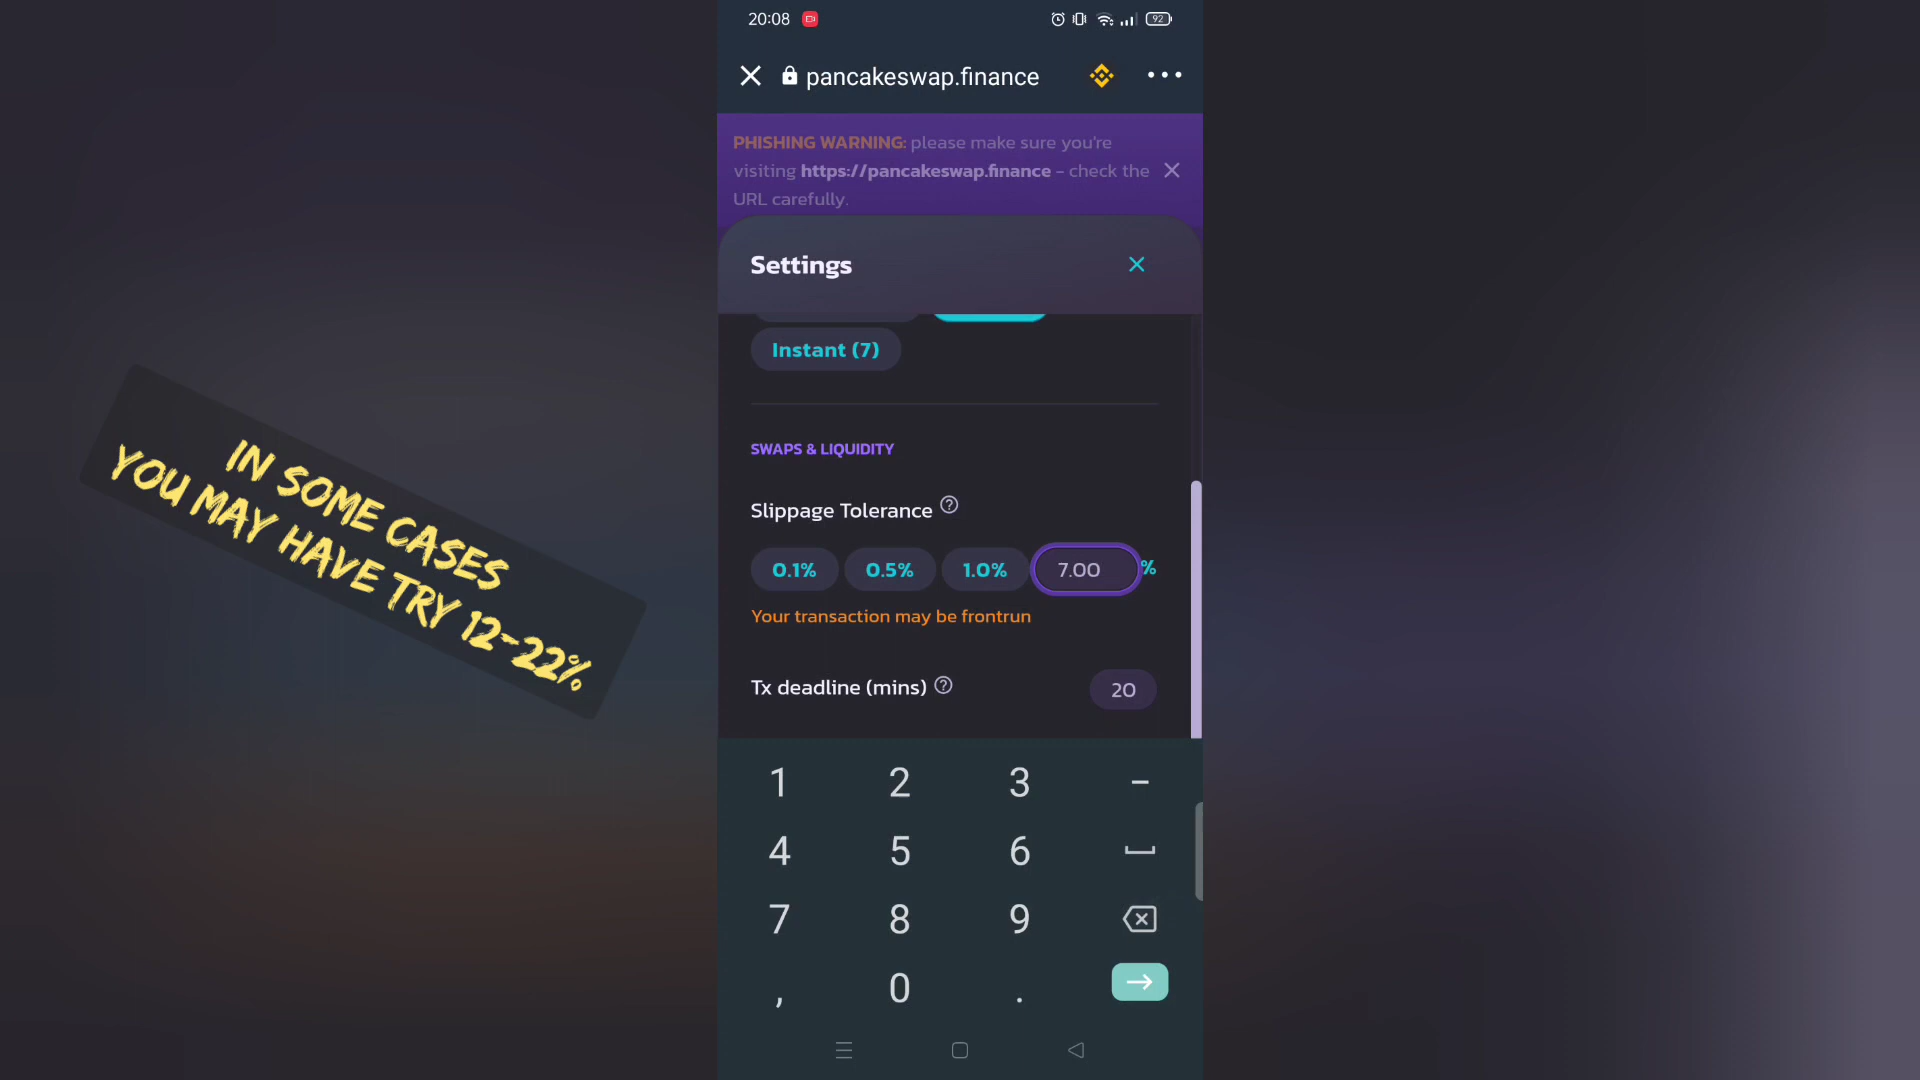 20:08
92
pancakeswap.finance
PHISHING WARNING: please make sure you're
visiting https://pancakeswap.finance - check the
URL carefully.
Settings
Instant (7)
SWAPS & LIQUIDITY
Slippage Tolerance
0.1% 0.5% 1.0% 7.00 %
Your transaction may be frontrun
Tx deadline (mins) 20
IN SOME CASES
YOU MAY HAVE TRY 12-22%
1 2 3 -
4 5 6
7 8 9
, 0 .